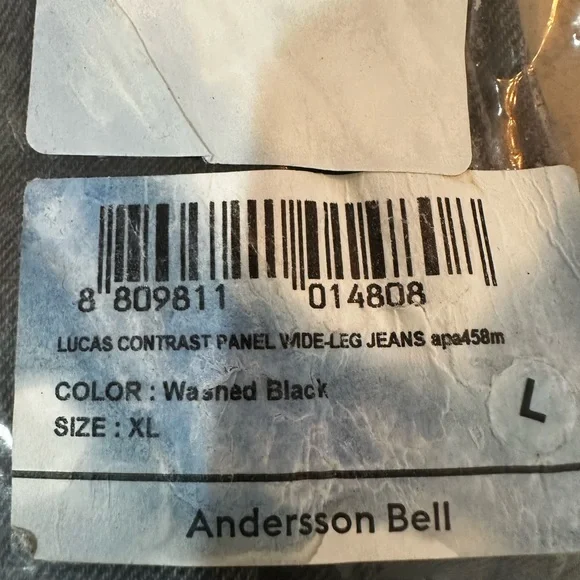 8 809811 014808
LUCAS CONTRAST PANEL WIDE-LEG JEANS apa458m
COLOR : Washed Black
SIZE : XL
L
Andersson Bell